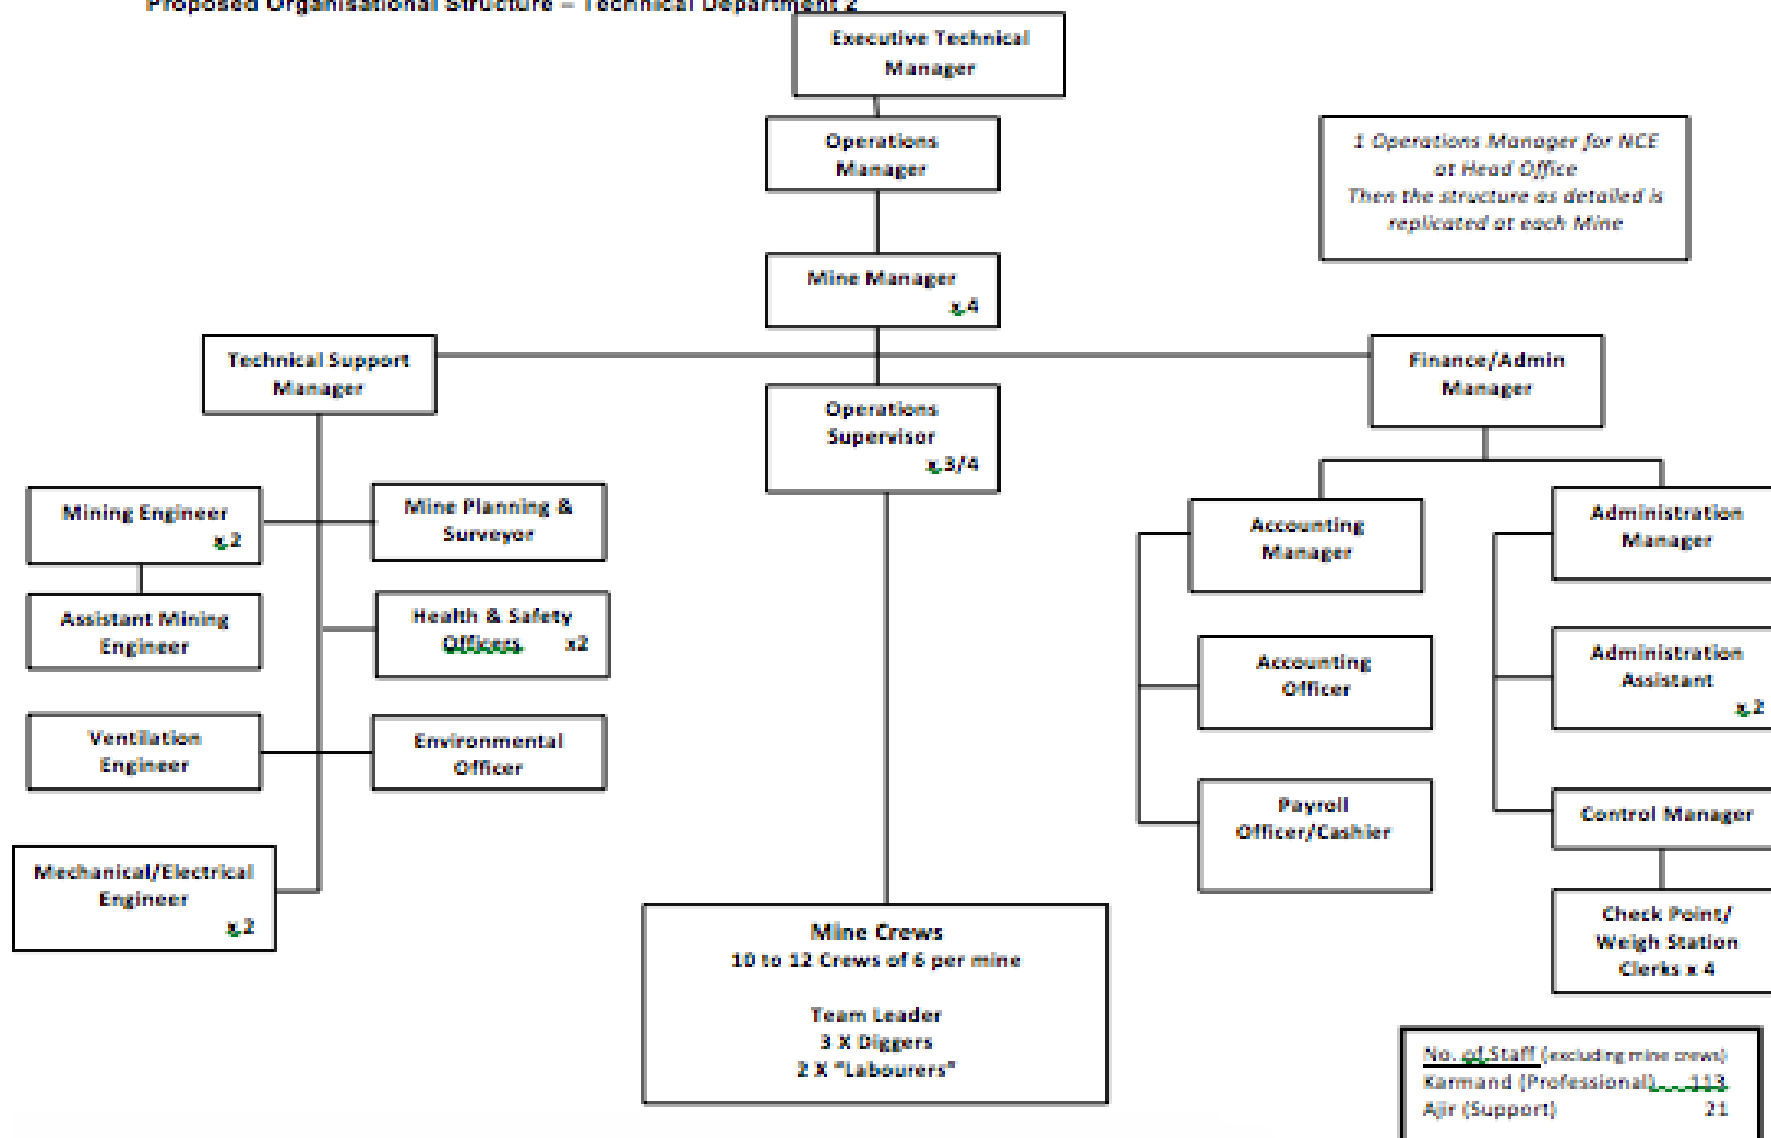 Proposed Organisational Structure – Technical Department 2
Executive Technical
Manager
Operations
Manager
1 Operations Manager for NCE
at Head Office
Then the structure as detailed is
replicated at each Mine
Mine Manager
x 4
Technical Support
Manager
Finance/Admin
Manager
Operations
Supervisor
x 3/4
Mining Engineer
x 2
Mine Planning &
Surveyor
Assistant Mining
Engineer
Health & Safety
Officers x2
Ventilation
Engineer
Environmental
Officer
Mechanical/Electrical
Engineer
x 2
Accounting
Manager
Administration
Manager
Accounting
Officer
Administration
Assistant
x 2
Payroll
Officer/Cashier
Control Manager
Check Point/
Weigh Station
Clerks x 4
Mine Crews
10 to 12 Crews of 6 per mine
Team Leader
3 X Diggers
2 X "Labourers"
No. of Staff (excluding mine crews)
Karmand (Professional) 113
Ajir (Support) 21